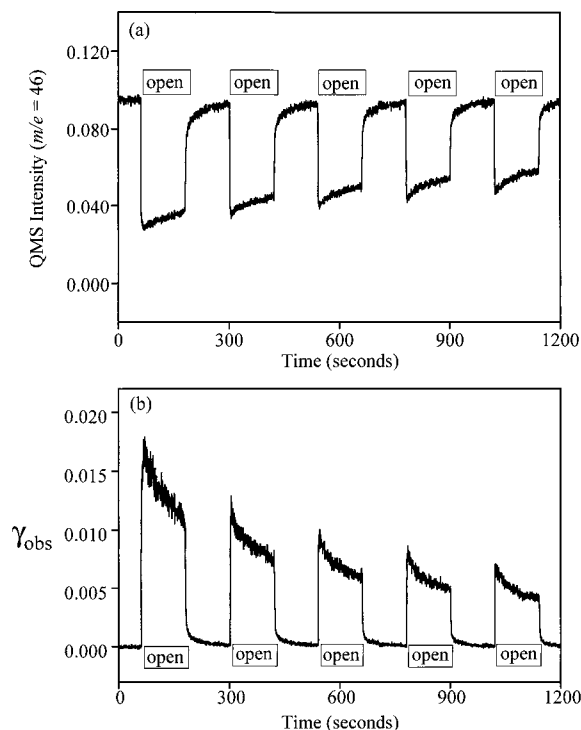 (a)
QMS Intensity (m/e = 46)
0.120
0.080
0.040
0.000
open open open open open
0 300 600 900 1200
Time (seconds)
(b)
γobs
0.020
0.015
0.010
0.005
0.000
open open open open open
0 300 600 900 1200
Time (seconds)